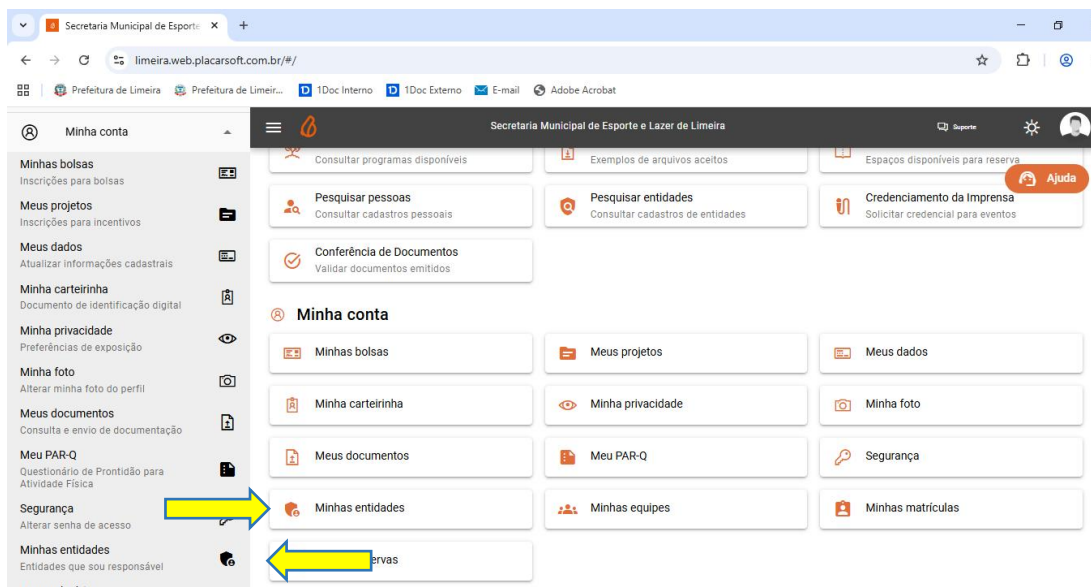 Secretaria Municipal de Esporte
limeira.web.placarsoft.com.br/#/
Prefeitura de Limeira
Prefeitura de Limeir...
1Doc Interno
1Doc Externo
E-mail
Adobe Acrobat
Minha conta
Minhas bolsas
Inscrições para bolsas
Meus projetos
Inscrições para incentivos
Meus dados
Atualizar informações cadastrais
Minha carteirinha
Documento de identificação digital
Minha privacidade
Preferências de exposição
Minha foto
Alterar minha foto do perfil
Meus documentos
Consulta e envio de documentação
Meu PAR-Q
Questionário de Prontidão para
Atividade Física
Segurança
Alterar senha de acesso
Minhas entidades
Entidades que sou responsável
Secretaria Municipal de Esporte e Lazer de Limeira
Suporte
Ajuda
Consultar programas disponíveis
Exemplos de arquivos aceitos
Espaços disponíveis para reserva
Pesquisar pessoas
Consultar cadastros pessoais
Pesquisar entidades
Consultar cadastros de entidades
Credenciamento da Imprensa
Solicitar credencial para eventos
Conferência de Documentos
Validar documentos emitidos
Minha conta
Minhas bolsas
Meus projetos
Meus dados
Minha carteirinha
Minha privacidade
Minha foto
Meus documentos
Meu PAR-Q
Segurança
Minhas entidades
Minhas equipes
Minhas matrículas
ervas